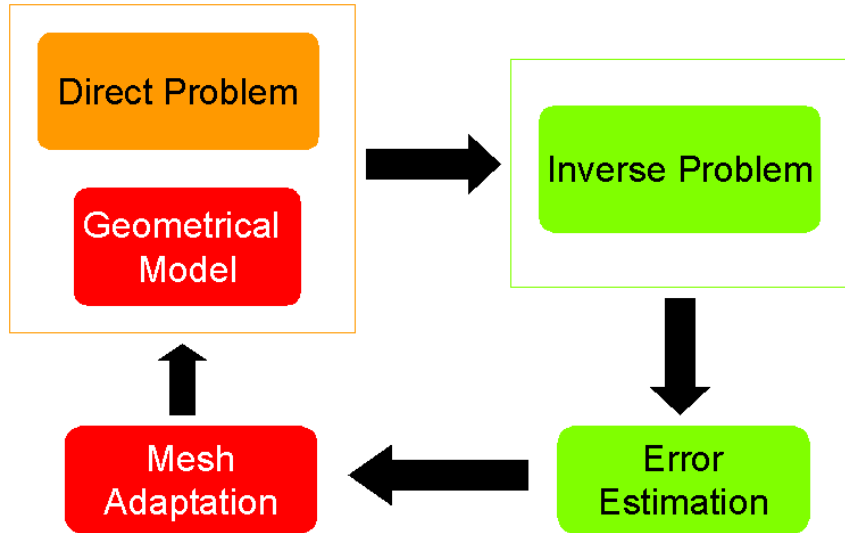 Direct Problem
Geometrical
Model
Inverse Problem
Mesh
Adaptation
Error
Estimation